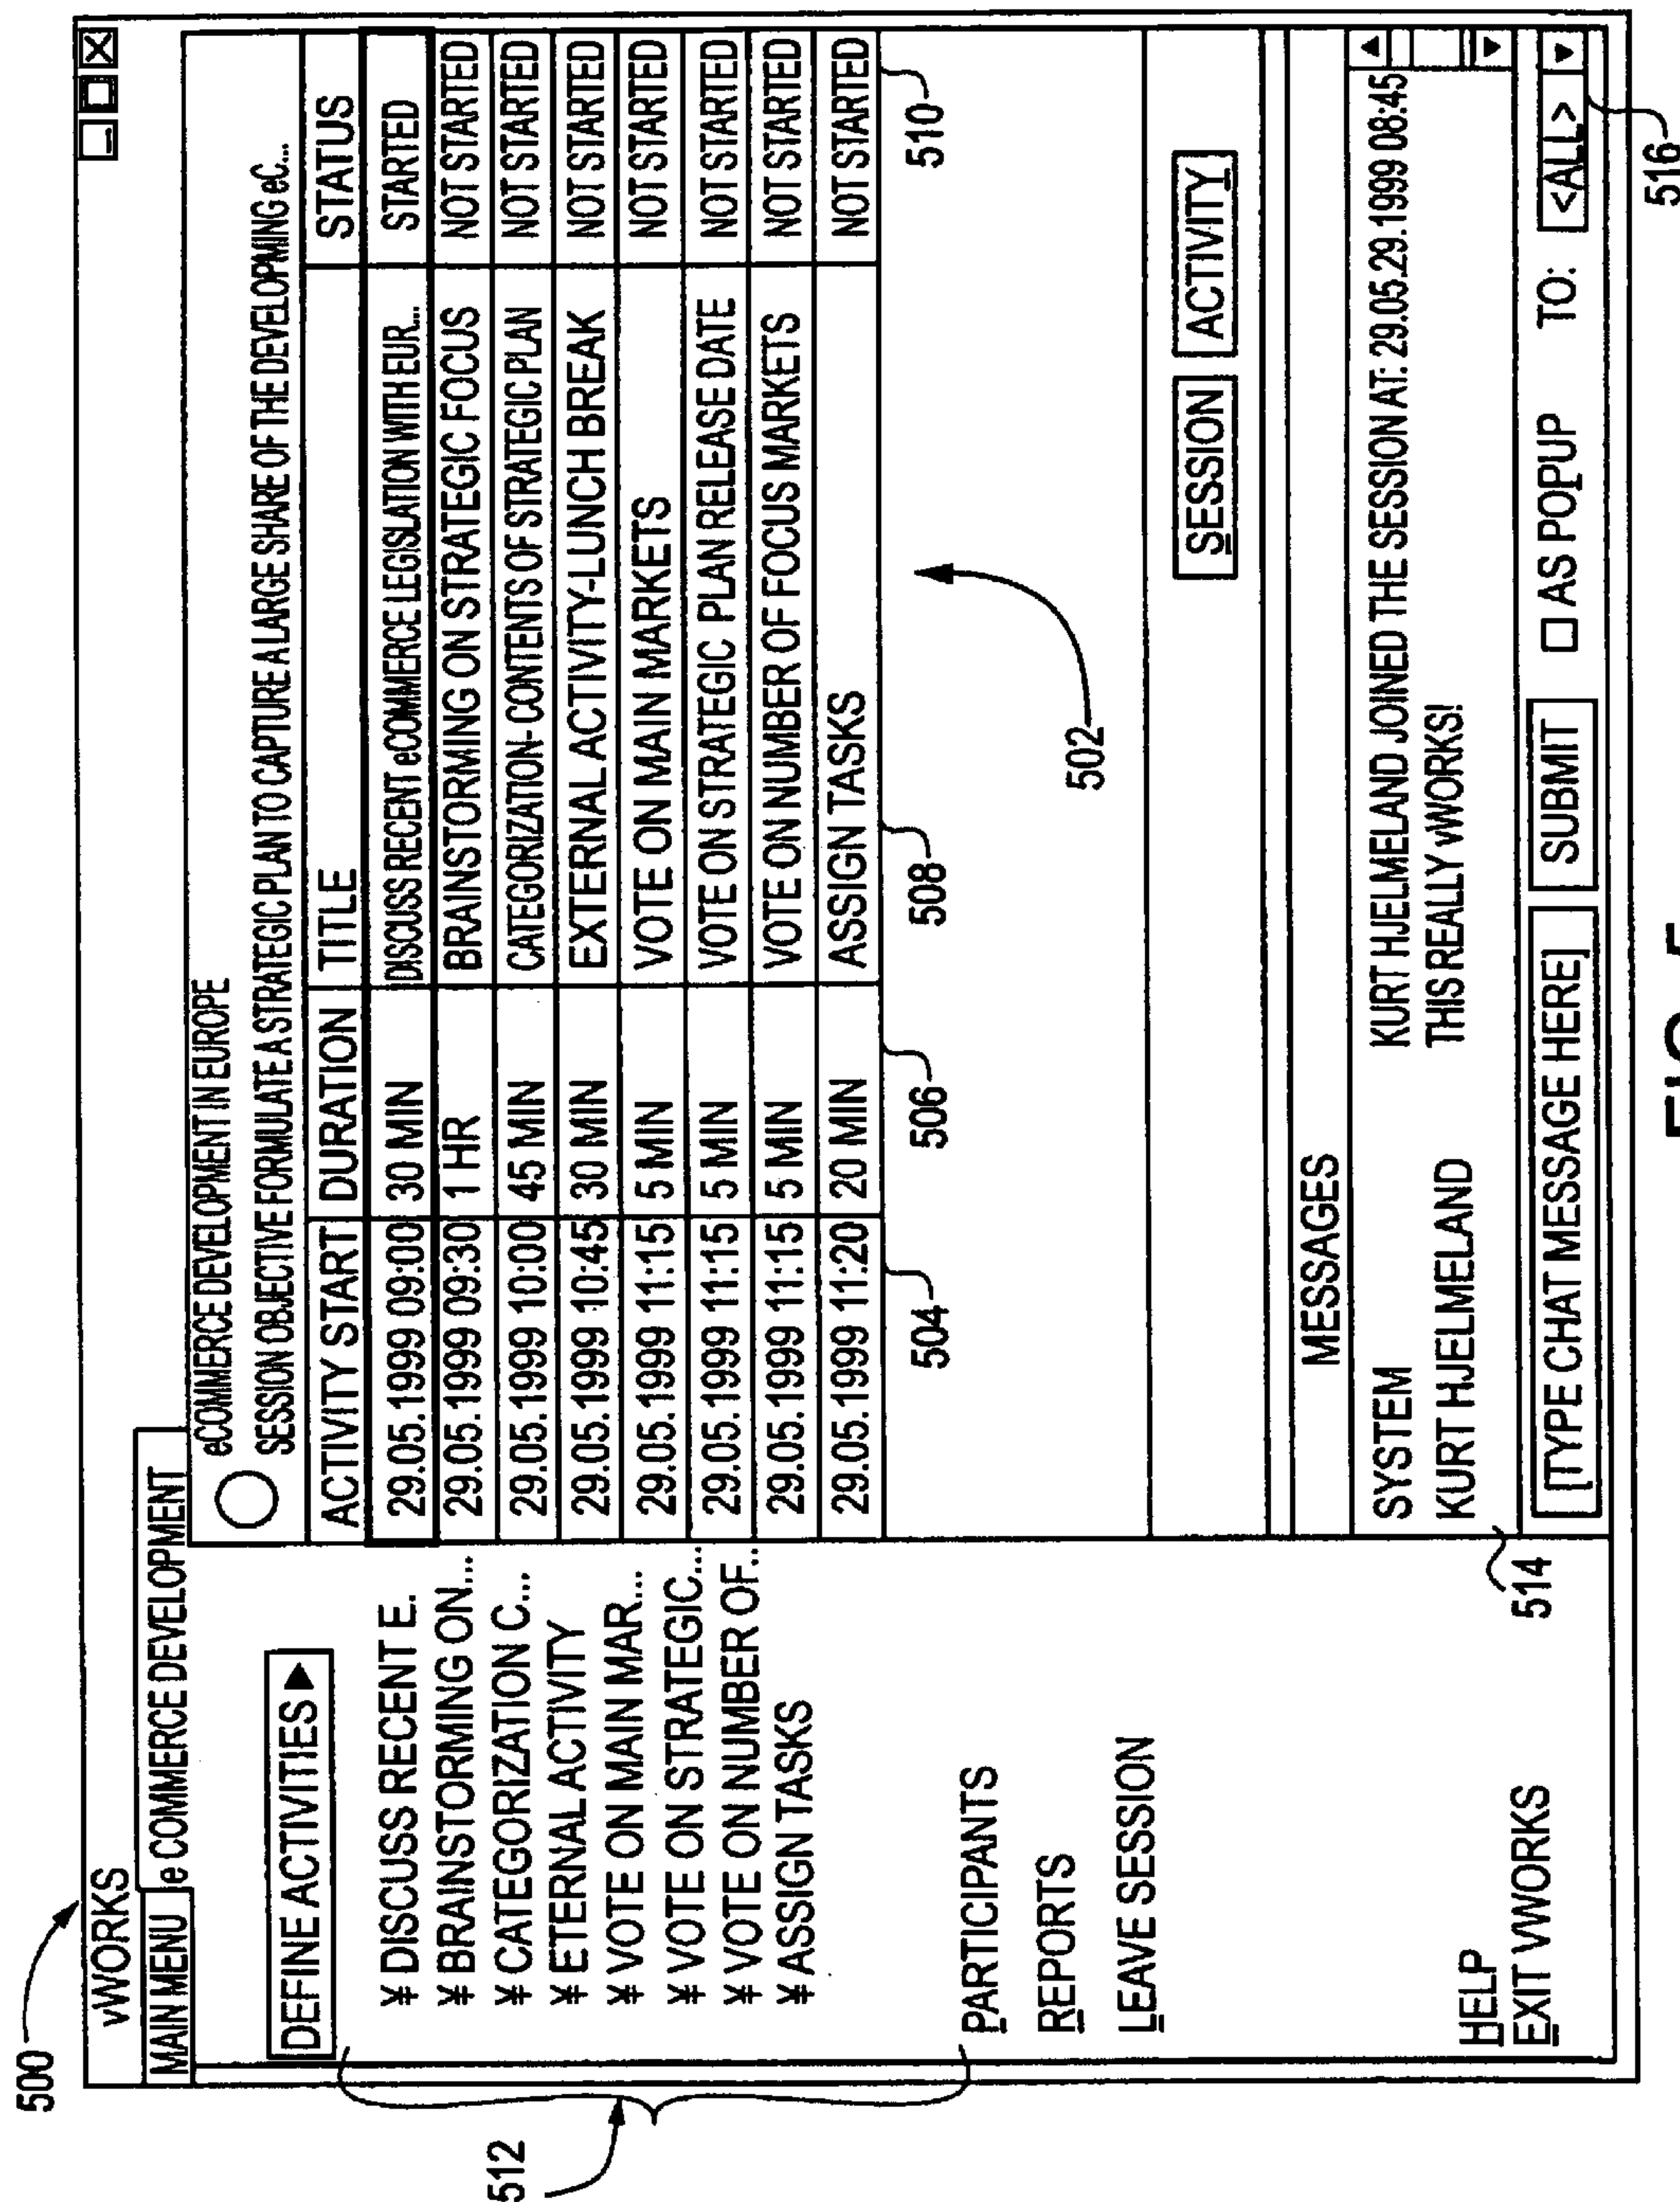 500
vWORKS
MAIN MENU
e COMMERCE DEVELOPMENT
DEFINE ACTIVITIES ▶
¥ DISCUSS RECENT E.
¥ BRAINSTORMING ON...
¥ CATEGORIZATION C...
¥ ETERNAL ACTIVITY
¥ VOTE ON MAIN MAR...
¥ VOTE ON STRATEGIC...
¥ VOTE ON NUMBER OF..
¥ ASSIGN TASKS
512
PARTICIPANTS
REPORTS
LEAVE SESSION
HELP
EXIT VWORKS
eCOMMERCE DEVELOPMENT IN EUROPE
SESSION OBJECTIVE FORMULATE A STRATEGIC PLAN TO CAPTURE A LARGE SHARE OF THE DEVELOPING eC...
ACTIVITY START DURATION TITLE STATUS
29.05.1999 09:00 30 MIN DISCUSS RECENT eCOMMERCE LEGISLATION WITH EUR... STARTED
29.05.1999 09:30 1 HR BRAINSTORMING ON STRATEGIC FOCUS NOT STARTED
29.05.1999 10:00 45 MIN CATEGORIZATION- CONTENTS OF STRATEGIC PLAN NOT STARTED
29.05.1999 10:45 30 MIN EXTERNAL ACTIVITY-LUNCH BREAK NOT STARTED
29.05.1999 11:15 5 MIN VOTE ON MAIN MARKETS NOT STARTED
29.05.1999 11:15 5 MIN VOTE ON STRATEGIC PLAN RELEASE DATE NOT STARTED
29.05.1999 11:15 5 MIN VOTE ON NUMBER OF FOCUS MARKETS NOT STARTED
29.05.1999 11:20 20 MIN ASSIGN TASKS NOT STARTED
504 506 508 510
502
SESSION ACTIVITY
MESSAGES
SYSTEM KURT HJELMELAND JOINED THE SESSION AT: 29.05.29.1999 08:45
KURT HJELMELAND THIS REALLY vWORKS!
514
[TYPE CHAT MESSAGE HERE] SUBMIT AS POPUP TO: <ALL>
516